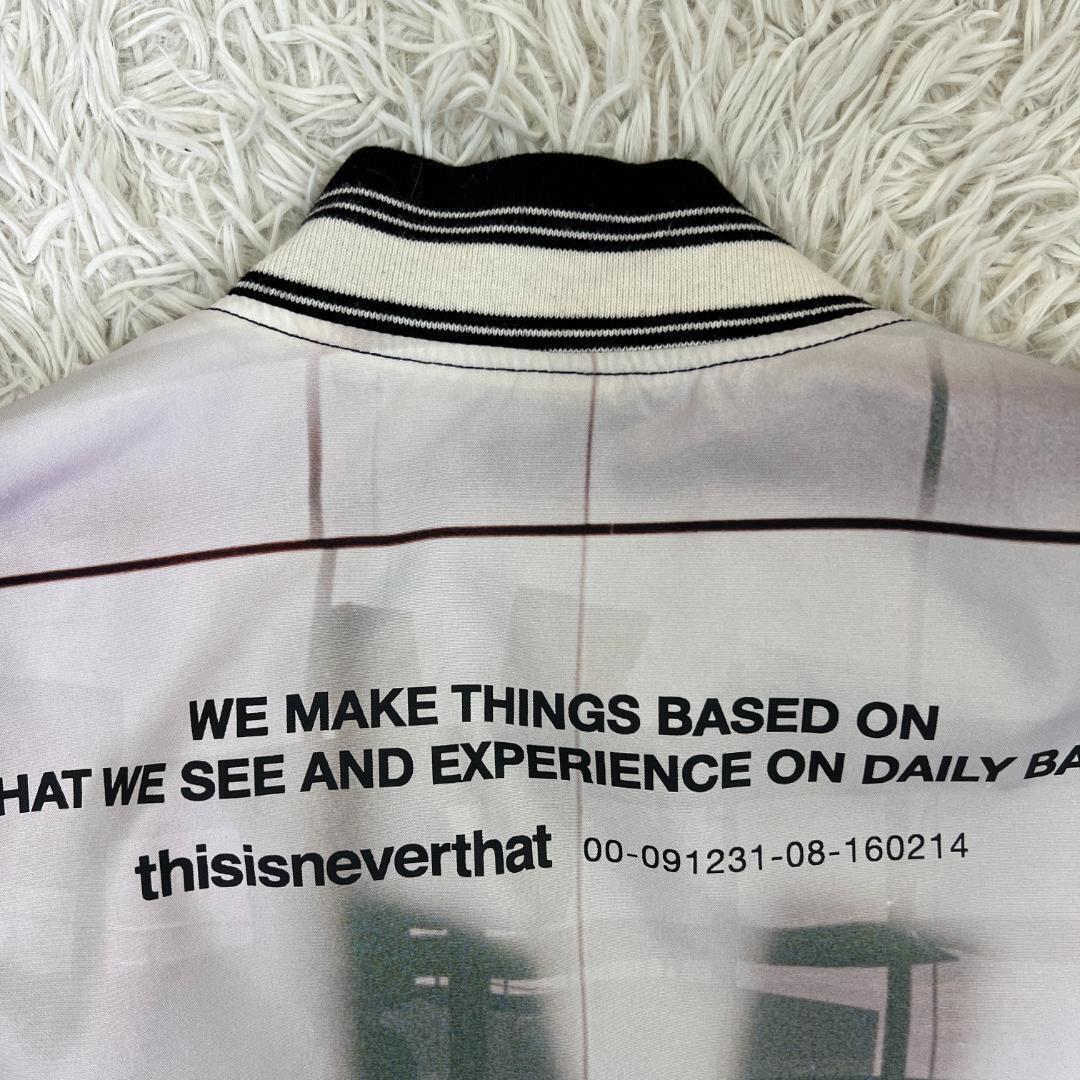 WE MAKE THINGS BASED ON
HAT WE SEE AND EXPERIENCE ON DAILY BA
thisisneverthat 00-091231-08-160214